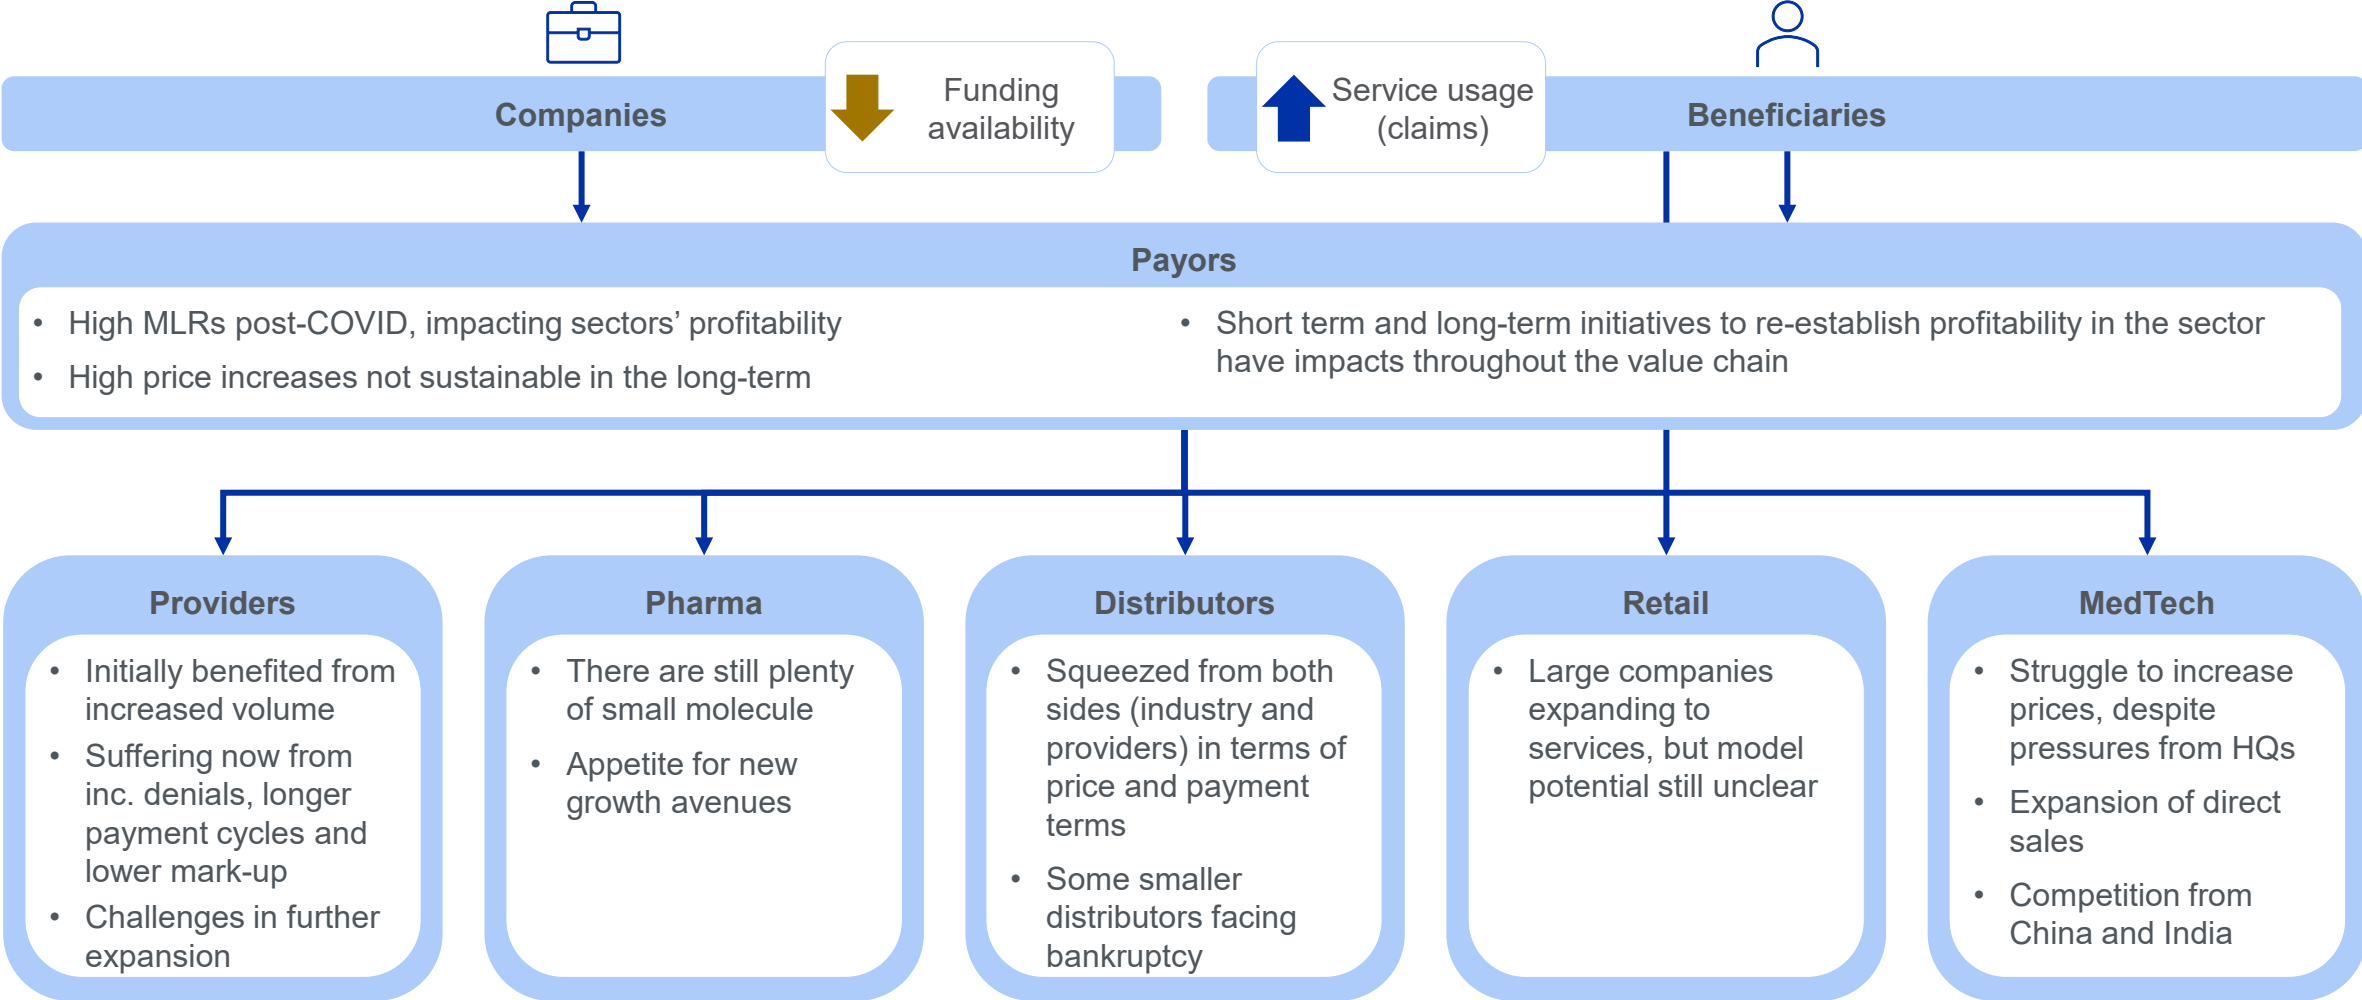 Companies
Funding
availability
Service usage
(claims)
Beneficiaries
Payors
• High MLRs post-COVID, impacting sectors’ profitability
• High price increases not sustainable in the long-term
• Short term and long-term initiatives to re-establish profitability in the sector
have impacts throughout the value chain
Providers
• Initially benefited from
increased volume
• Suffering now from
inc. denials, longer
payment cycles and
lower mark-up
• Challenges in further
expansion
Pharma
• There are still plenty
of small molecule
• Appetite for new
growth avenues
Distributors
• Squeezed from both
sides (industry and
providers) in terms of
price and payment
terms
• Some smaller
distributors facing
bankruptcy
Retail
• Large companies
expanding to
services, but model
potential still unclear
MedTech
• Struggle to increase
prices, despite
pressures from HQs
• Expansion of direct
sales
• Competition from
China and India